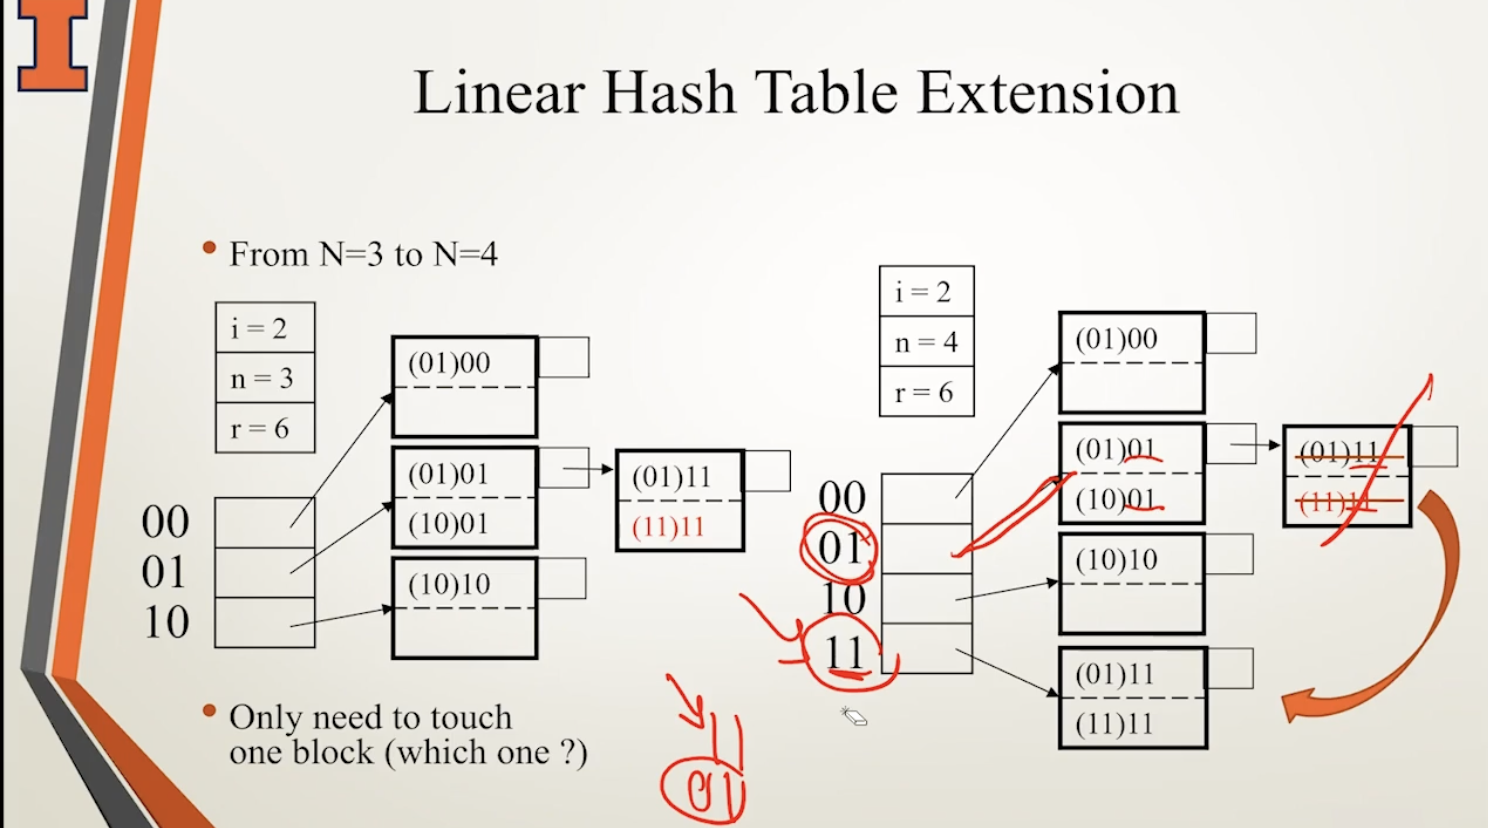 I
Linear Hash Table Extension
• From N=3 to N=4
i = 2
n = 3
r = 6
00
01
10
(01)00
(01)01
(10)01
(10)10
(01)11
(11)11
• Only need to touch
one block (which one ?)
i = 2
n = 4
r = 6
00
01
10
11
(01)00
(01)01
(10)01
(10)10
(01)11
(11)11
(01)11
(11)11
11
01